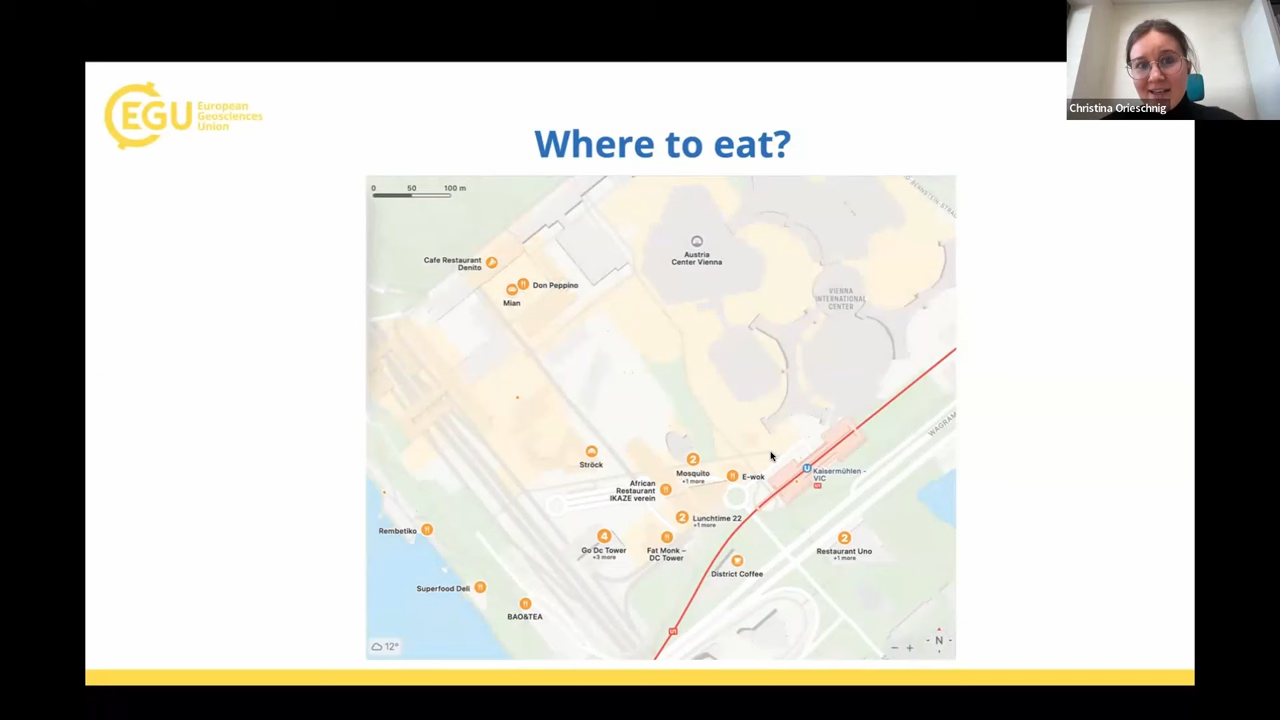 Christina Orieschnig
EGU
European
Geosciences
Union
Where to eat?
0 50 100 m
Austria
Center Vienna
Cafe Restaurant
Denito
Don Peppino
Mian
VIENNA
INTERNATIONAL
CENTER
WAGRAM
Ströck
2
Mosquito
+1 more
E-wok
U
Kaisermühlen -
VIC
U1
African
Restaurant
IKAZE verein
2
Lunchtime 22
+1 more
Rembetiko
4
Go Dc Tower
+3 more
Fat Monk –
DC Tower
2
Restaurant Uno
+1 more
District Coffee
Superfood Deli
BAO&TEA
U1
12°
- +
N